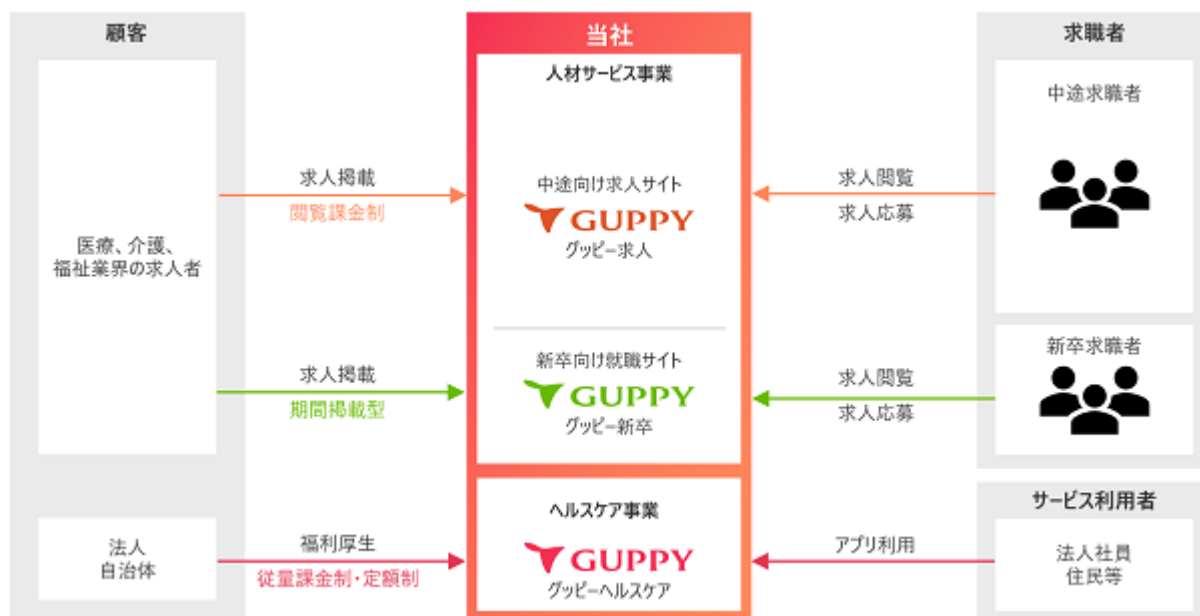 顧客
医療、介護、
福祉業界の求人者
法人
自治体
求人掲載
閲覧課金制
求人掲載
期間掲載型
福利厚生
従量課金制・定額制
当社
人材サービス事業
中途向け求人サイト
GUPPY
グッピー求人
新卒向け就職サイト
GUPPY
グッピー新卒
ヘルスケア事業
GUPPY
グッピーヘルスケア
求人閲覧
求人応募
求人閲覧
求人応募
アプリ利用
求職者
中途求職者
新卒求職者
サービス利用者
法人社員
住民等